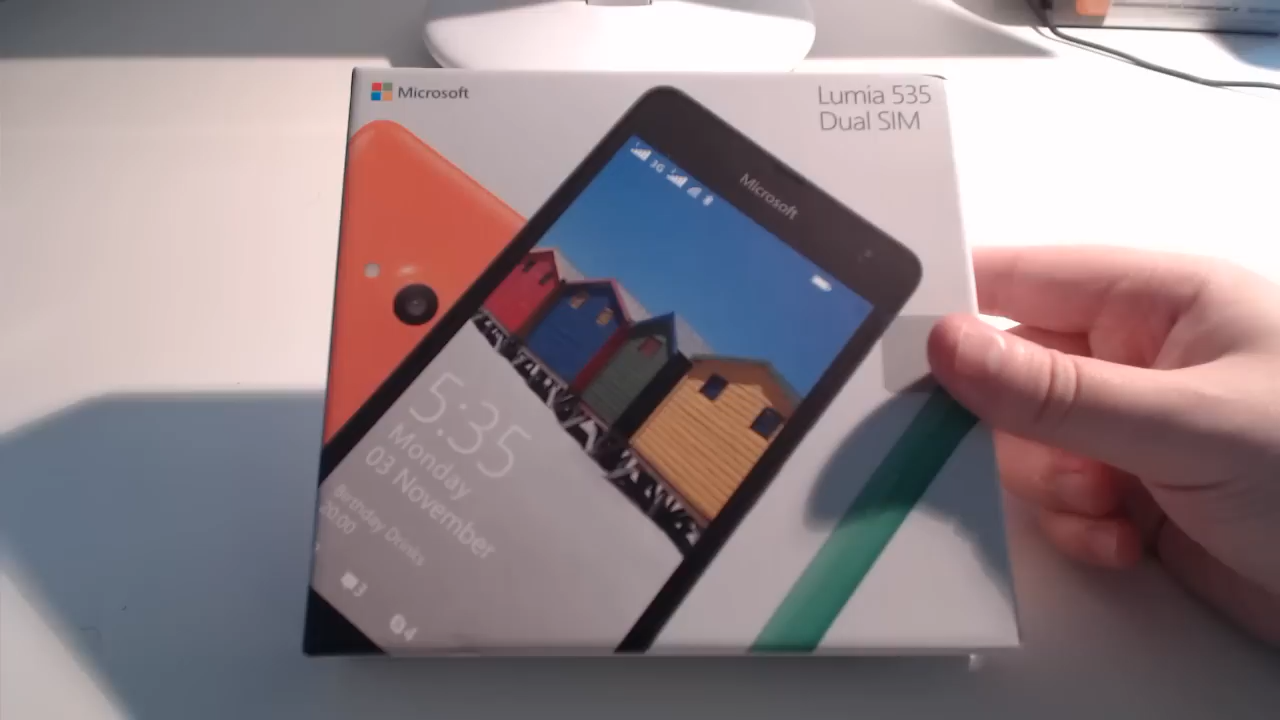 Microsoft
Lumia 535
Dual SIM
3G
Microsoft
5:35
Monday
03 November
Birthday Drinks
20:00
3
4